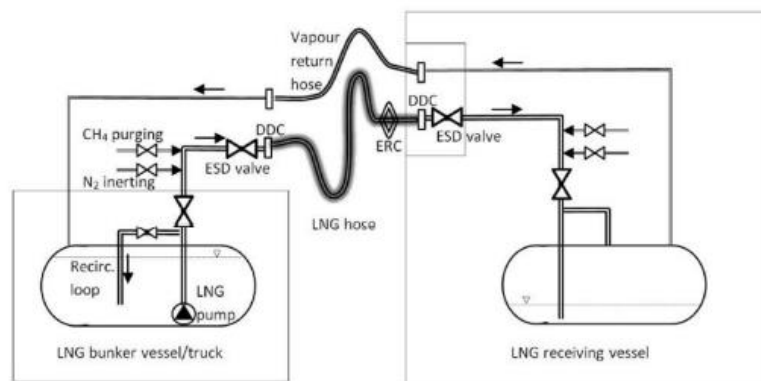 Vapour
return
hose
DDC
ESD valve
ERC
CH₄ purging
N₂ inerting
DDC
ESD valve
LNG hose
Recirc.
loop
LNG
pump
LNG bunker vessel/truck
LNG receiving vessel